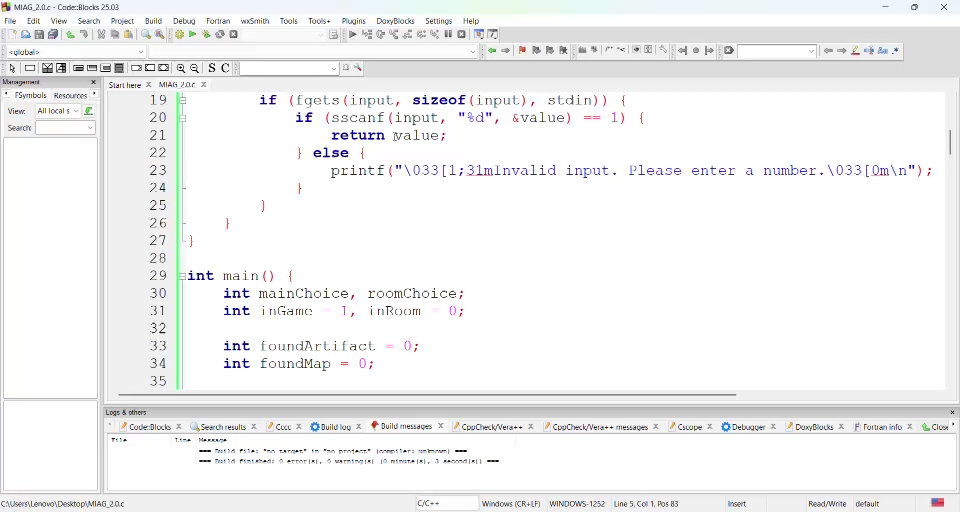 MIAG_2.0.c - Code::Blocks 25.03
File Edit View Search Project Build Debug Fortran wxSmith Tools Tools+ Plugins DoxyBlocks Settings Help
<global>
S C
Management
FSymbols Resources
View: All local s
Search:
Start here MIAG_2.0.c
19 if (fgets(input, sizeof(input), stdin)) {
20 if (sscanf(input, "%d", &value) == 1) {
21 return value;
22 } else {
23 printf("\033[1;31mInvalid input. Please enter a number.\033[0m\n");
24 }
25 }
26 }
27 }
28
29 int main() {
30 int mainChoice, roomChoice;
31 int inGame = 1, inRoom = 0;
32
33 int foundArtifact = 0;
34 int foundMap = 0;
35
Logs & others
Code::Blocks Search results Cccc Build log Build messages CppCheck/Vera++ CppCheck/Vera++ messages Cscope Debugger DoxyBlocks Fortran info Close
File Line Message
=== Build file: "no target" in "no project" (compiler: unknown) ===
=== Build finished: 0 error(s), 0 warning(s) (0 minute(s), 3 second(s)) ===
C:\Users\Lenovo\Desktop\MIAG_2.0.c C/C++ Windows (CR+LF) WINDOWS-1252 Line 5, Col 1, Pos 83 Insert Read/Write default